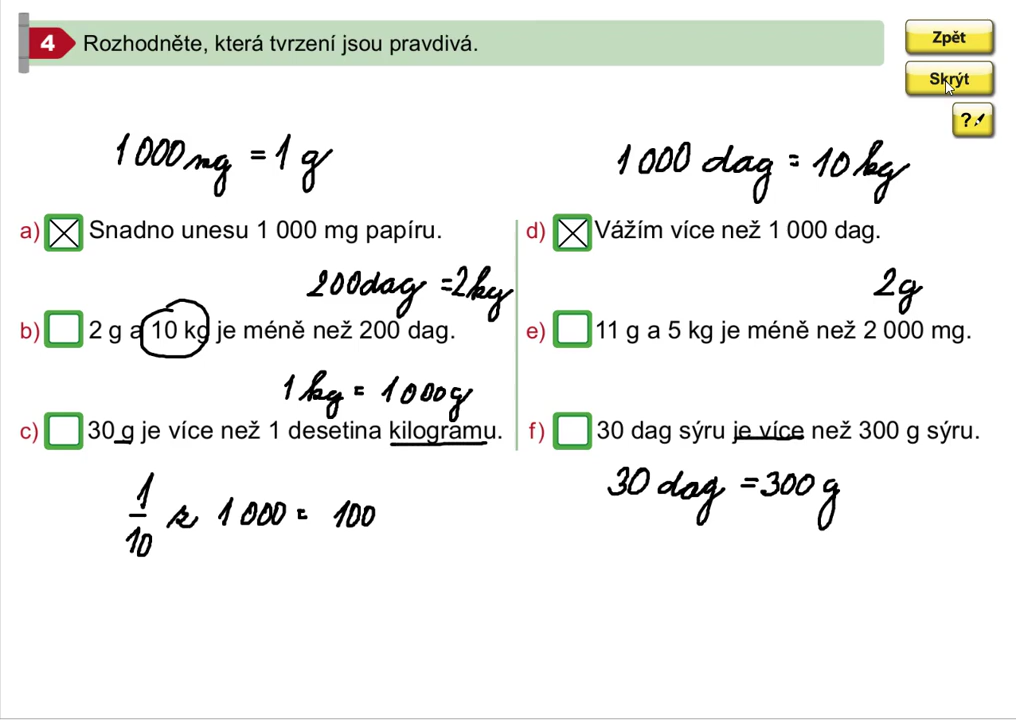 4 Rozhodněte, která tvrzení jsou pravdivá.
Zpět
Skrýt
?
1 000 mg = 1 g
1 000 dag = 10 kg
a) Snadno unesu 1 000 mg papíru.
d) Vážím více než 1 000 dag.
200 dag = 2 kg
2 g
b) 2 g a 10 kg je méně než 200 dag.
e) 11 g a 5 kg je méně než 2 000 mg.
1 kg = 1 000 g
c) 30 g je více než 1 desetina kilogramu.
f) 30 dag sýru je více než 300 g sýru.
1/10 z 1 000 = 100
30 dag = 300 g